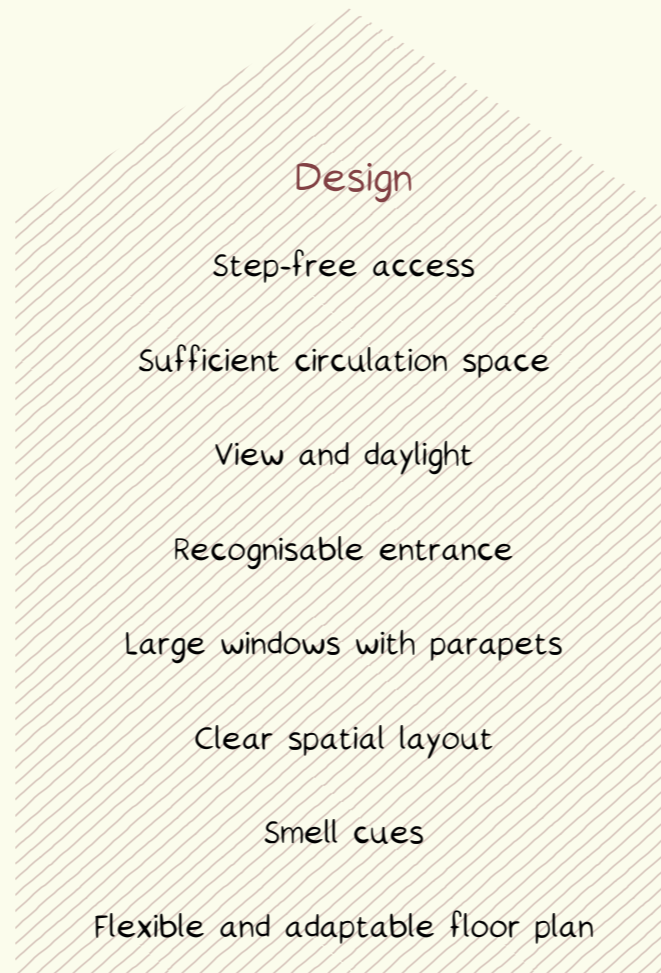 Design
Step-free access
Sufficient circulation space
View and daylight
Recognisable entrance
Large windows with parapets
Clear spatial layout
Smell cues
Flexible and adaptable floor plan